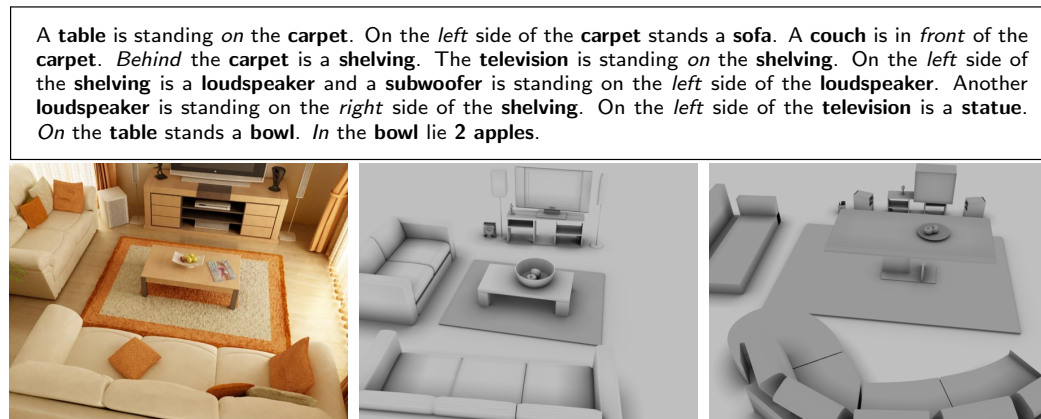 A table is standing on the carpet. On the left side of the carpet stands a sofa. A couch is in front of the
carpet. Behind the carpet is a shelving. The television is standing on the shelving. On the left side of
the shelving is a loudspeaker and a subwoofer is standing on the left side of the loudspeaker. Another
loudspeaker is standing on the right side of the shelving. On the left side of the television is a statue.
On the table stands a bowl. In the bowl lie 2 apples.